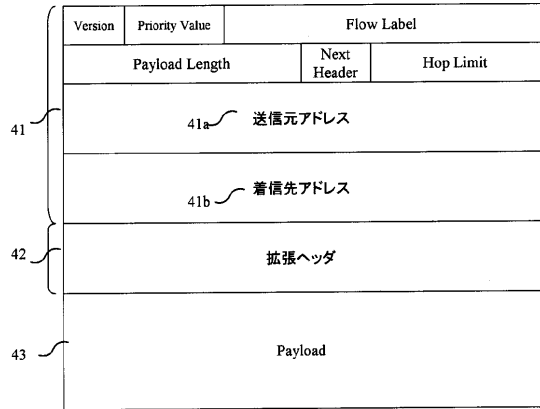 Version Priority Value Flow Label
Payload Length Next Header Hop Limit
41
41a 送信元アドレス
41b 着信先アドレス
42
拡張ヘッダ
43
Payload